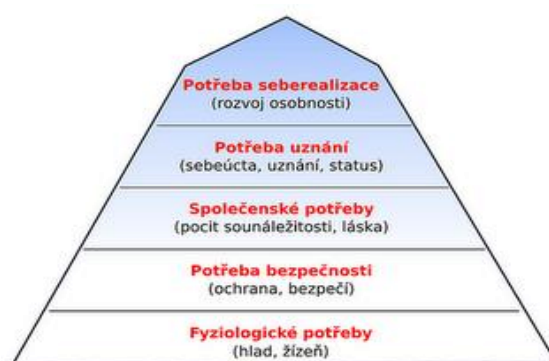 Potřeba seberealizace
(rozvoj osobnosti)
Potřeba uznání
(sebeúcta, uznání, status)
Společenské potřeby
(pocit sounáležitosti, láska)
Potřeba bezpečnosti
(ochrana, bezpečí)
Fyziologické potřeby
(hlad, žízeň)